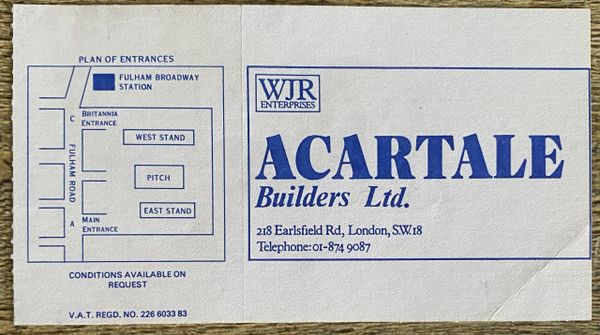 PLAN OF ENTRANCES
FULHAM BROADWAY
STATION
C
BRITANNIA
ENTRANCE
WEST STAND
FULHAM ROAD
PITCH
EAST STAND
A
MAIN
ENTRANCE
CONDITIONS AVAILABLE ON
REQUEST
V.A.T. REGD. NO. 226 6033 83
WJR
ENTERPRISES
ACARTALE
Builders Ltd.
218 Earlsfield Rd, London, S.W.18
Telephone: 01-874 9087